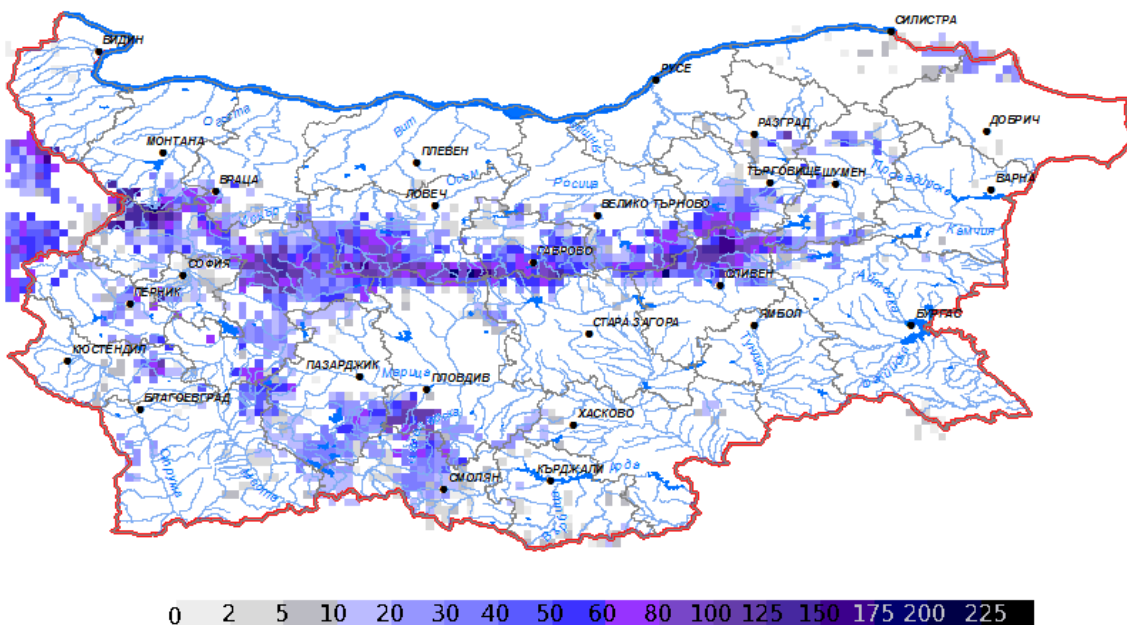 СИЛИСТРА
ВИДИН
РУСЕ
Огоста
Вит
РАЗГРАД
ДОБРИЧ
МОНТАНА
ПЛЕВЕН
ВРАЦА
Осъм
Росица
ТЪРГОВИЩЕ
ШУМЕН
Провадийска
ВАРНА
ЛОВЕЧ
ВЕЛИКО ТЪРНОВО
Камчия
СОФИЯ
ГАБРОВО
СЛИВЕН
Айтоска
ПЕРНИК
СТАРА ЗАГОРА
ЯМБОЛ
БУРГАС
КЮСТЕНДИЛ
ПАЗАРДЖИК
Марица
ПЛОВДИВ
Тунджа
БЛАГОЕВГРАД
ХАСКОВО
Струма
Места
СМОЛЯН
КЪРДЖАЛИ
0 2 5 10 20 30 40 50 60 80 100 125 150 175 200 225